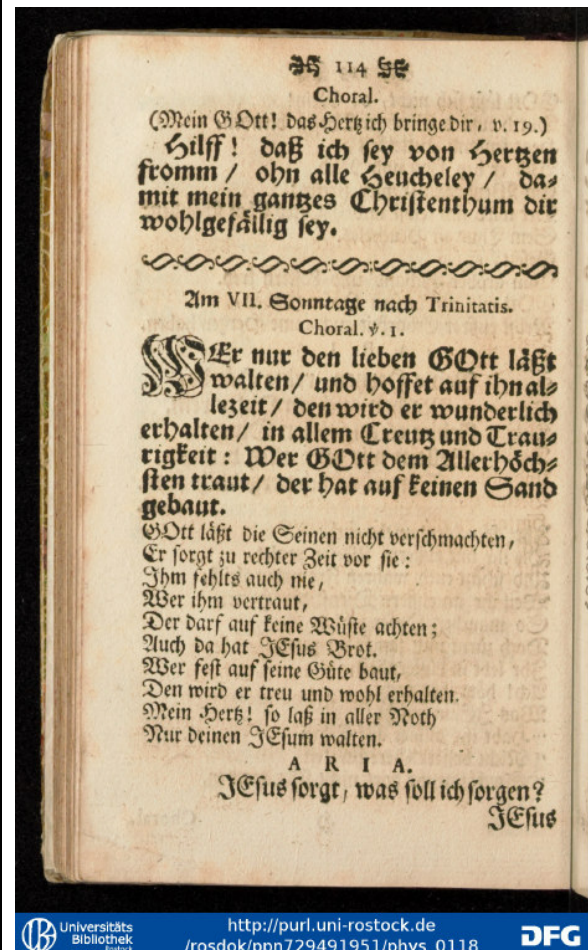 114
Choral.
(Mein GOtt! das Hertz ich bringe dir, v. 19.)
Hilff! daß ich sey von Hertzen
fromm / ohn alle Heucheley / da⸗
mit mein gantzes Christenthum dir
wohlgefällig sey.
Am VII. Sonntage nach Trinitatis.
Choral. v. 1.
WEr nur den lieben GOtt läßt
walten / und hoffet auf ihn al⸗
lezeit / den wird er wunderlich
erhalten / in allem Creutz und Trau⸗
rigkeit : Wer GOtt dem Allerhöch⸗
sten traut / der hat auf keinen Sand
gebaut.
GOtt läßt die Seinen nicht verschmachten,
Er sorgt zu rechter Zeit vor sie :
Ihm fehlts auch nie,
Wer ihm vertraut,
Der darf auf keine Wüste achten ;
Auch da hat JEsus Brot.
Wer fest auf seine Güte baut,
Den wird er treu und wohl erhalten.
Mein Hertz! so laß in aller Noth
Nur deinen JEsum walten.
ARIA.
JEsus sorgt, was soll ich sorgen?
JEsus
Universitäts
Bibliothek
Rostock
http://purl.uni-rostock.de
/rosdok/ppn729491951/phys_0118
DFG